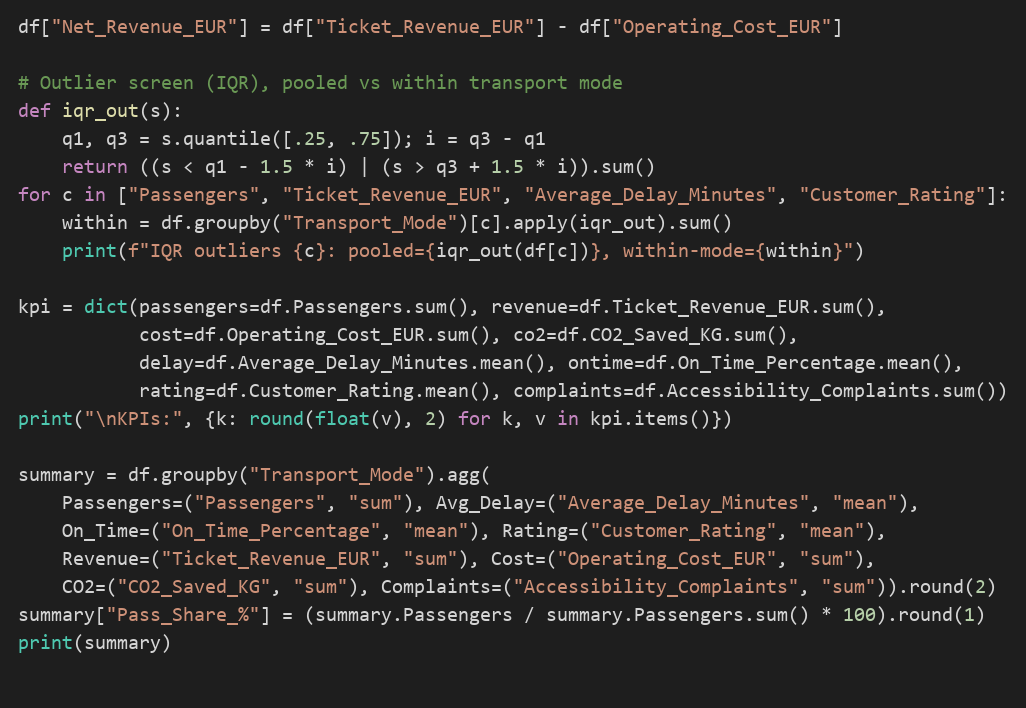 df["Net_Revenue_EUR"] = df["Ticket_Revenue_EUR"] - df["Operating_Cost_EUR"]

# Outlier screen (IQR), pooled vs within transport mode
def iqr_out(s):
    q1, q3 = s.quantile([.25, .75]); i = q3 - q1
    return ((s < q1 - 1.5 * i) | (s > q3 + 1.5 * i)).sum()
for c in ["Passengers", "Ticket_Revenue_EUR", "Average_Delay_Minutes", "Customer_Rating"]:
    within = df.groupby("Transport_Mode")[c].apply(iqr_out).sum()
    print(f"IQR outliers {c}: pooled={iqr_out(df[c])}, within-mode={within}")

kpi = dict(passengers=df.Passengers.sum(), revenue=df.Ticket_Revenue_EUR.sum(),
           cost=df.Operating_Cost_EUR.sum(), co2=df.CO2_Saved_KG.sum(),
           delay=df.Average_Delay_Minutes.mean(), ontime=df.On_Time_Percentage.mean(),
           rating=df.Customer_Rating.mean(), complaints=df.Accessibility_Complaints.sum())
print("\nKPIs:", {k: round(float(v), 2) for k, v in kpi.items()})

summary = df.groupby("Transport_Mode").agg(
    Passengers=("Passengers", "sum"), Avg_Delay=("Average_Delay_Minutes", "mean"),
    On_Time=("On_Time_Percentage", "mean"), Rating=("Customer_Rating", "mean"),
    Revenue=("Ticket_Revenue_EUR", "sum"), Cost=("Operating_Cost_EUR", "sum"),
    CO2=("CO2_Saved_KG", "sum"), Complaints=("Accessibility_Complaints", "sum")).round(2)
summary["Pass_Share_%"] = (summary.Passengers / summary.Passengers.sum() * 100).round(1)
print(summary)